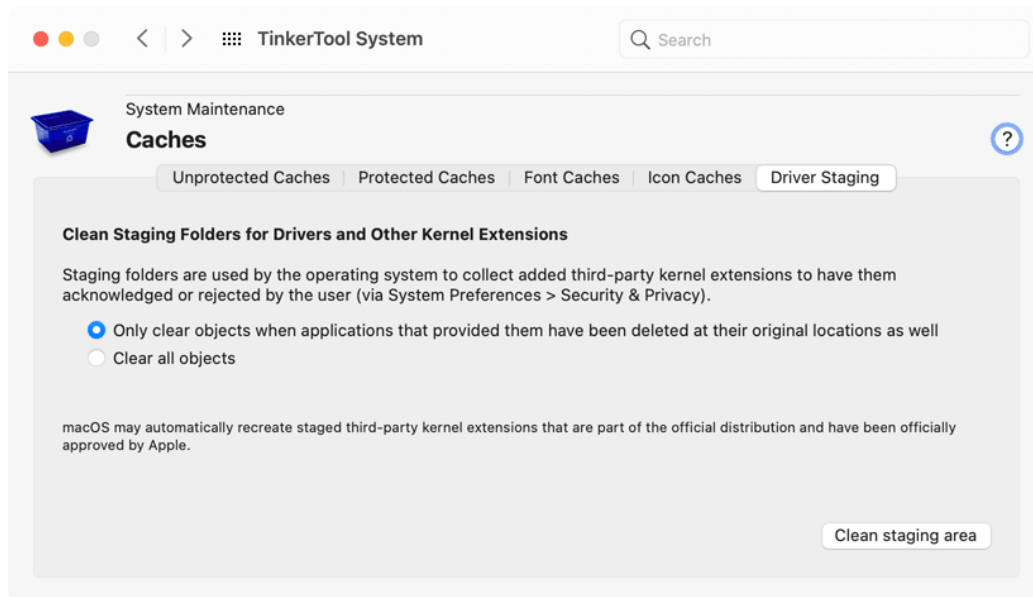 TinkerTool System
Search
System Maintenance
Caches
?
Unprotected Caches
Protected Caches
Font Caches
Icon Caches
Driver Staging
Clean Staging Folders for Drivers and Other Kernel Extensions
Staging folders are used by the operating system to collect added third-party kernel extensions to have them
acknowledged or rejected by the user (via System Preferences > Security & Privacy).
Only clear objects when applications that provided them have been deleted at their original locations as well
Clear all objects
macOS may automatically recreate staged third-party kernel extensions that are part of the official distribution and have been officially
approved by Apple.
Clean staging area